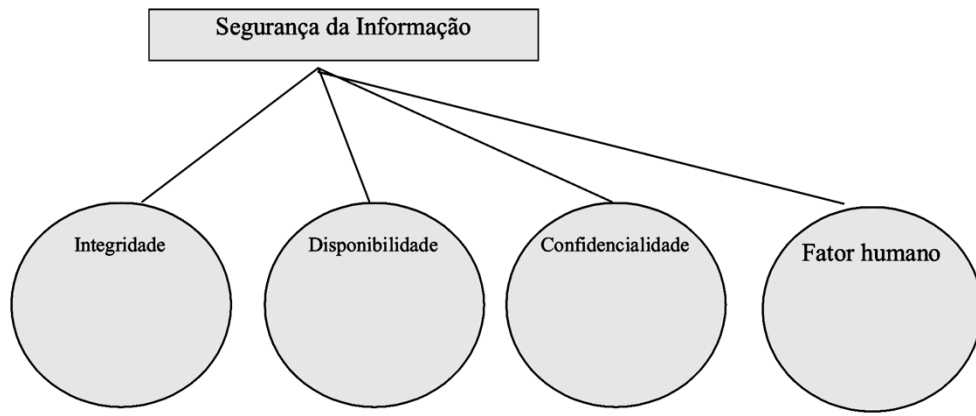 Segurança da Informação
Integridade
Disponibilidade
Confidencialidade
Fator humano